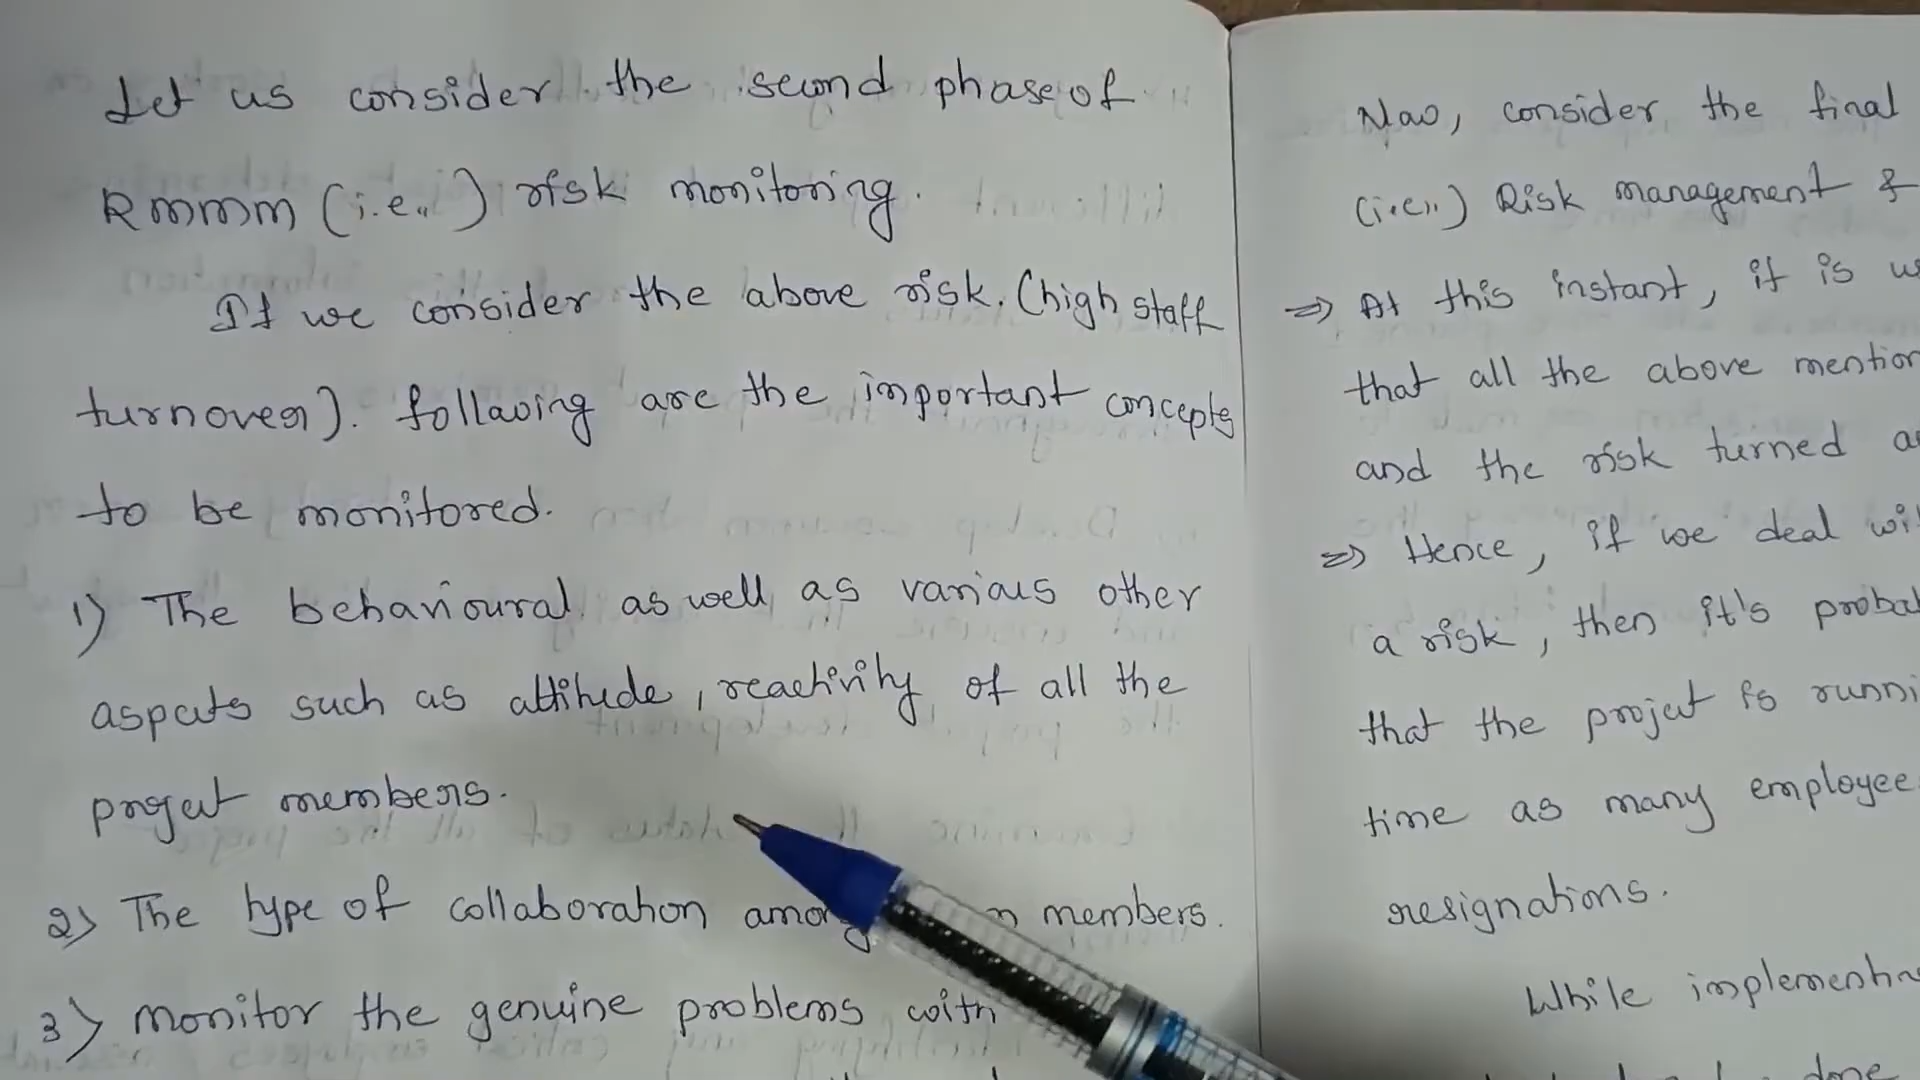 Let us consider the second phase of
RMMM (i.e.,) risk monitoring.
If we consider the above risk. (high staff
turnover). following are the important concepts
to be monitored.
1) The behavioural as well as various other
aspects such as attitude, reactivity of all the
project members.
2) The type of collaboration among members.
3) monitor the genuine problems with
Now, consider the final
(i.e.,) Risk management &
⇒ At this instant, it is
that all the above
and the risk turned
⇒ Hence, if we deal
a risk, then it's
that the project is
time as many
resignations.
While
done